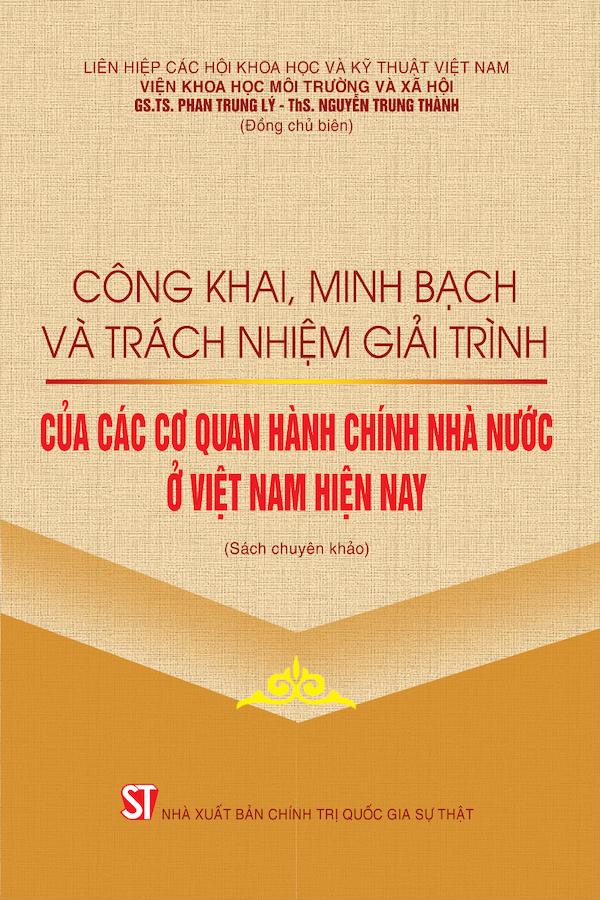 LIÊN HIỆP CÁC HỘI KHOA HỌC VÀ KỸ THUẬT VIỆT NAM
VIỆN KHOA HỌC MÔI TRƯỜNG VÀ XÃ HỘI
GS.TS. PHAN TRUNG LÝ - ThS. NGUYỄN TRUNG THÀNH
(Đồng chủ biên)
CÔNG KHAI, MINH BẠCH
VÀ TRÁCH NHIỆM GIẢI TRÌNH
CỦA CÁC CƠ QUAN HÀNH CHÍNH NHÀ NƯỚC
Ở VIỆT NAM HIỆN NAY
(Sách chuyên khảo)
ST NHÀ XUẤT BẢN CHÍNH TRỊ QUỐC GIA SỰ THẬT